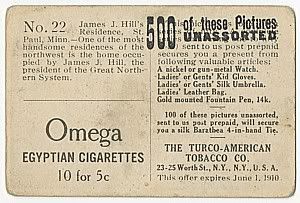 No. 22 James J. Hill's
Residence, St.
Paul, Minn.—One of the most
handsome residences of the
northwest is the home occu-
pied by James J. Hill, the
president of the Great North-
ern System.
Omega
EGYPTIAN CIGARETTES
10 for 5c
500 of these Pictures
UNASSORTED
sent to us post prepaid
secures you a present from
following valuable articles:
A nickel or gun-metal Watch.
Ladies' or Gents' Kid Glove.
Ladies' or Gents' Silk Umbrella.
Ladies' Leather Bag.
Gold mounted Fountain Pen, 14k.
100 of these pictures unassorted,
sent to us post prepaid, will secure
you a silk Barathea 4-in-hand Tie.
THE TURCO-AMERICAN
TOBACCO CO.
23-25 Worth St., N.Y., N.Y., U.S.A.
This offer expires June 1, 1910.